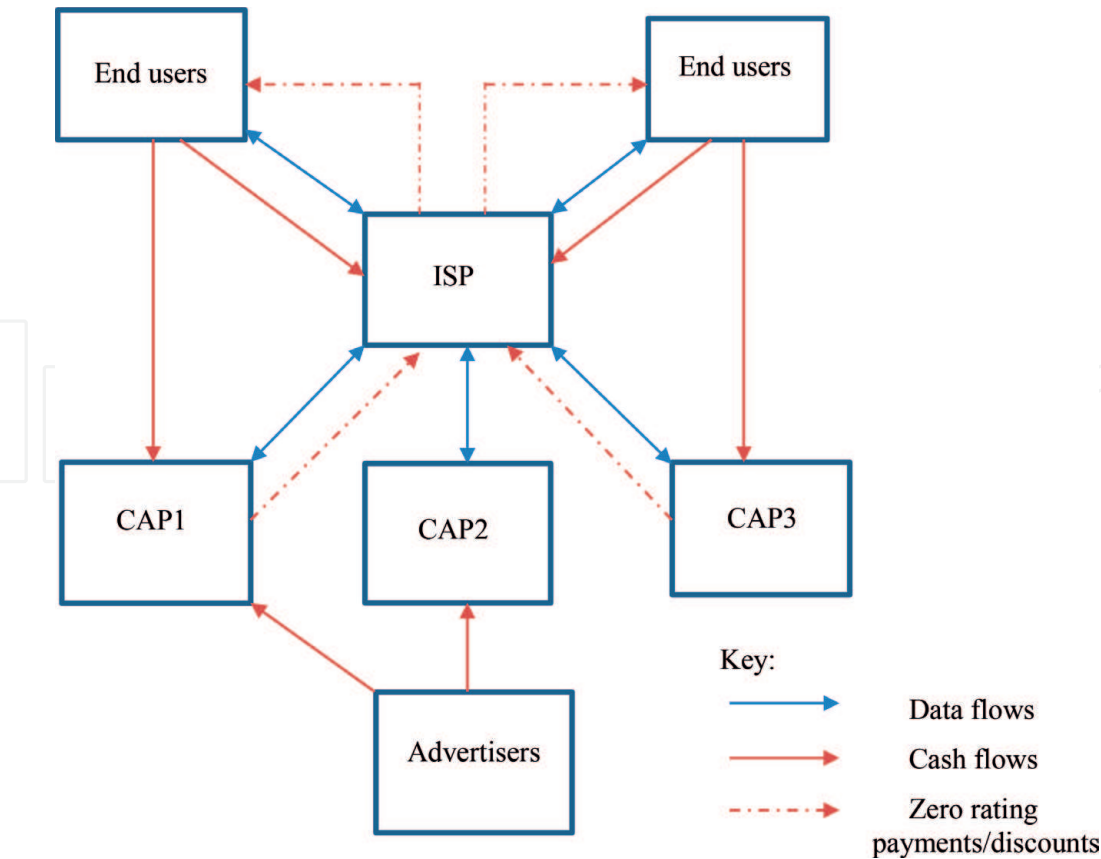 End users
End users
ISP
CAP1
CAP2
CAP3
Advertisers
Key:
Data flows
Cash flows
Zero rating
payments/discounts